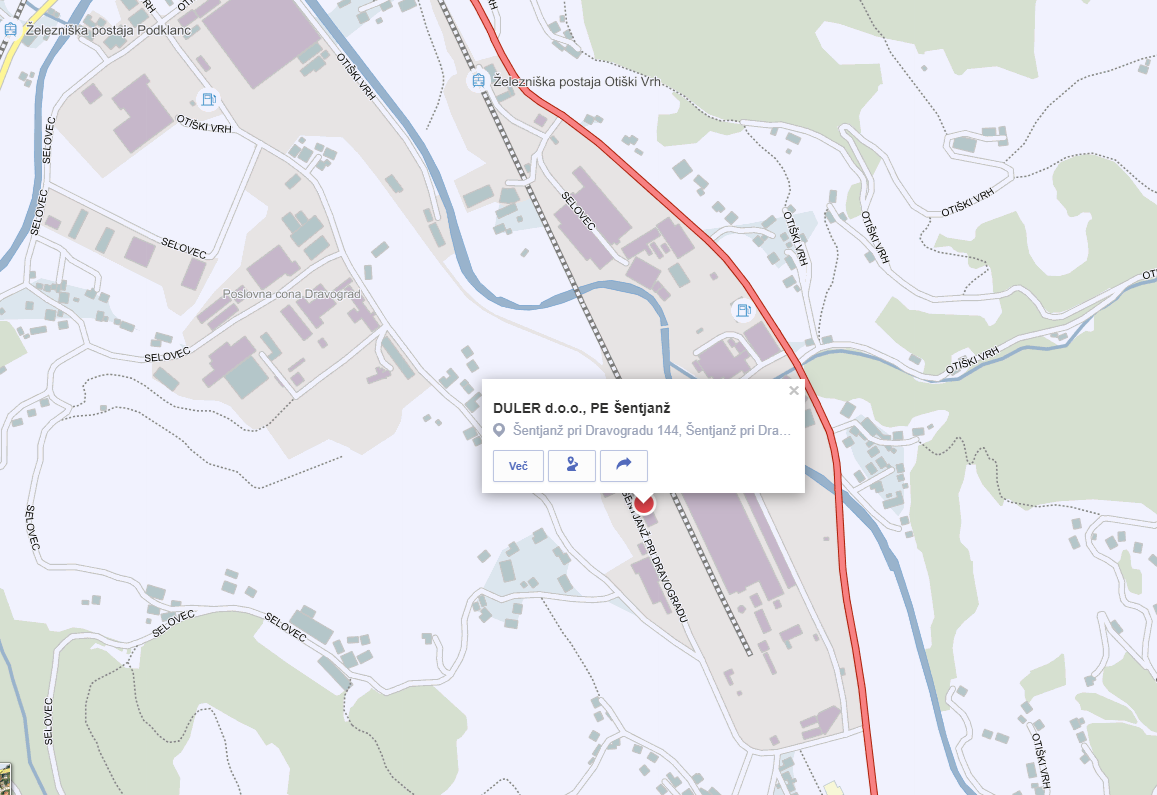 Železniška postaja Podklanc
OTIŠKI VRH
Železniška postaja Otiški Vrh
OTIŠKI VRH
SELOVEC
SELOVEC
OTIŠKI VRH
SELOVEC
OTIŠKI VRH
OTIŠKI VRH
SELOVEC
OTIŠKI VRH
Poslovna cona Dravograd
SELOVEC
OTIŠKI VRH
DULER d.o.o., PE Šentjanž
Šentjanž pri Dravogradu 144, Šentjanž pri Dra...
Več
ŠENTJANŽ PRI DRAVOGRADU
SELOVEC
SELOVEC
SELOVEC
SELOVEC
OTIŠKI VRH